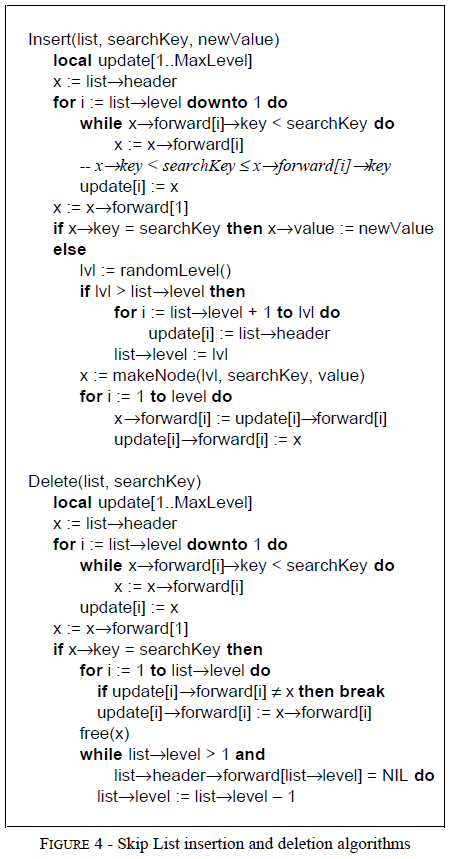 Insert(list, searchKey, newValue)
local update[1..MaxLevel]
x := list→header
for i := list→level downto 1 do
while x→forward[i]→key < searchKey do
x := x→forward[i]
-- x→key < searchKey ≤ x→forward[i]→key
update[i] := x
x := x→forward[1]
if x→key = searchKey then x→value := newValue
else
lvl := randomLevel()
if lvl > list→level then
for i := list→level + 1 to lvl do
update[i] := list→header
list→level := lvl
x := makeNode(lvl, searchKey, value)
for i := 1 to level do
x→forward[i] := update[i]→forward[i]
update[i]→forward[i] := x
Delete(list, searchKey)
local update[1..MaxLevel]
x := list→header
for i := list→level downto 1 do
while x→forward[i]→key < searchKey do
x := x→forward[i]
update[i] := x
x := x→forward[1]
if x→key = searchKey then
for i := 1 to list→level do
if update[i]→forward[i] ≠ x then break
update[i]→forward[i] := x→forward[i]
free(x)
while list→level > 1 and
list→header→forward[list→level] = NIL do
list→level := list→level – 1
FIGURE 4 - Skip List insertion and deletion algorithms